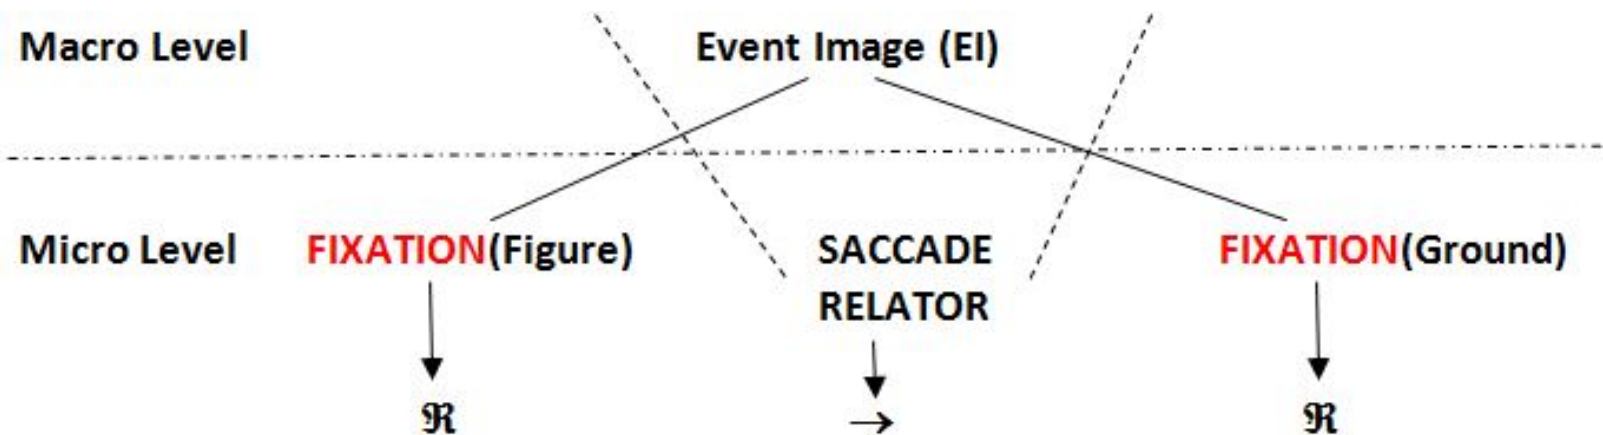 Macro Level Event Image (EI)
Micro Level FIXATION(Figure) SACCADE FIXATION(Ground)
RELATOR
ℜ → ℜ